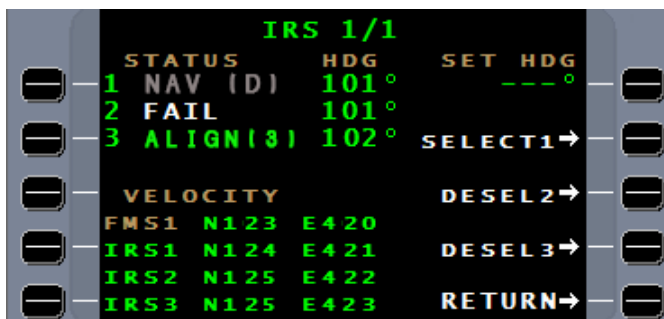 IRS 1/1
STATUS HDG SET HDG
1 NAV (D) 101° ---°
2 FAIL 101°
3 ALIGN(3) 102° SELECT1→
VELOCITY DESEL2→
FMS1 N123 E420
IRS1 N124 E421 DESEL3→
IRS2 N125 E422
IRS3 N125 E423 RETURN→